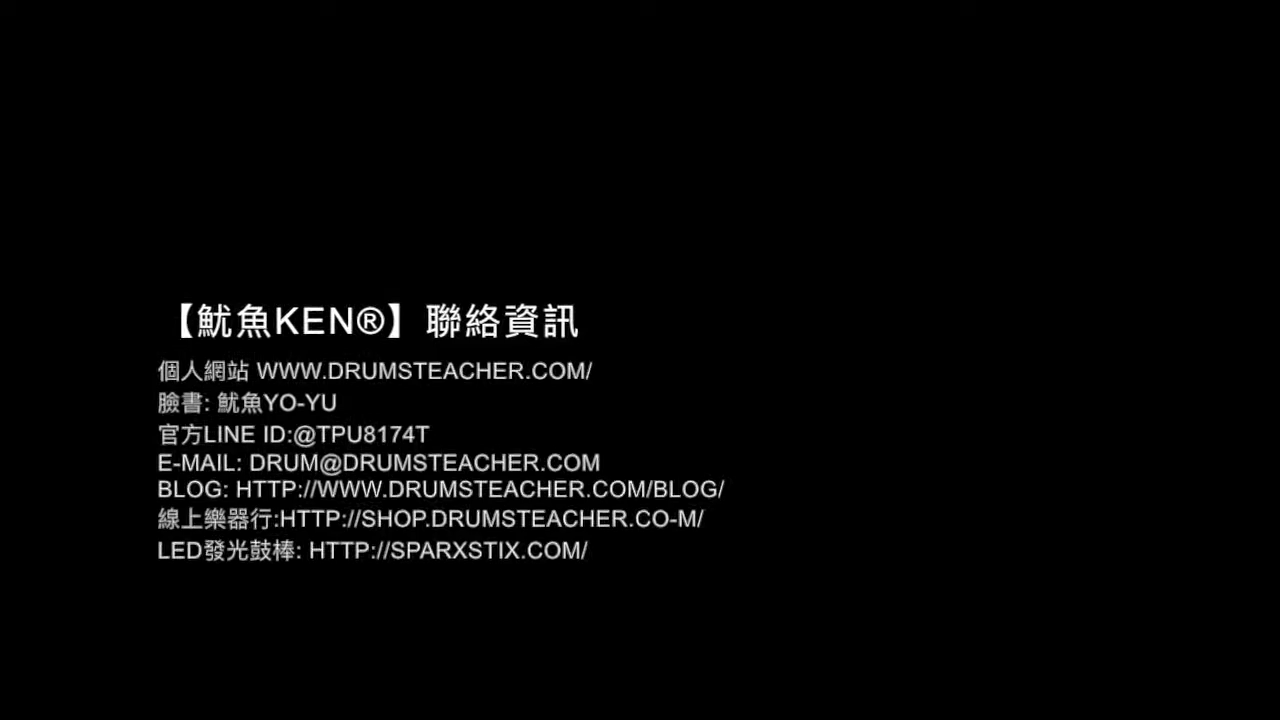 【魷魚KEN®】聯絡資訊
個人網站 WWW.DRUMSTEACHER.COM/
臉書: 魷魚YO-YU
官方LINE ID:@TPU8174T
E-MAIL: DRUM@DRUMSTEACHER.COM
BLOG: HTTP://WWW.DRUMSTEACHER.COM/BLOG/
線上樂器行:HTTP://SHOP.DRUMSTEACHER.CO-M/
LED發光鼓棒: HTTP://SPARXSTIX.COM/